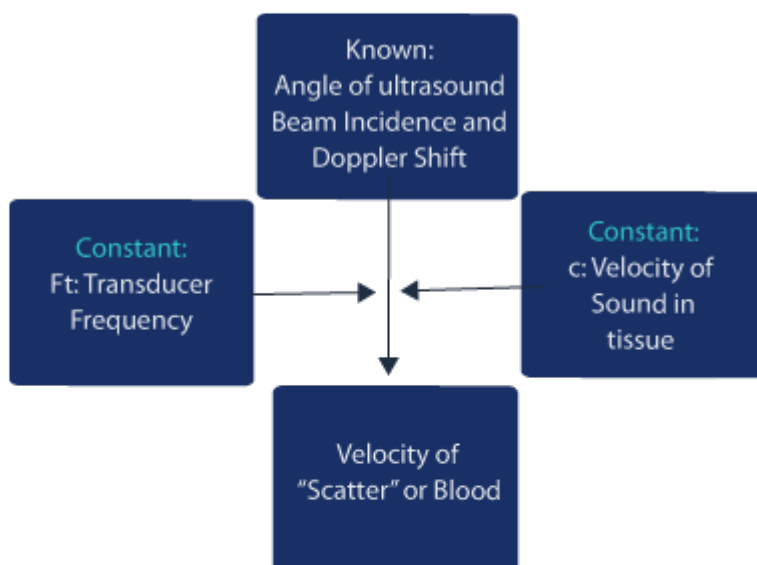 Known:
Angle of ultrasound
Beam Incidence and
Doppler Shift
Constant:
Ft: Transducer
Frequency
Constant:
c: Velocity of
Sound in
tissue
Velocity of
“Scatter” or Blood